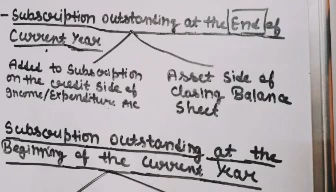 - Subscription outstanding at the End of
Current Year
Added to Subscription
on the credit side of
Income/Expenditure A/c
Asset Side of
closing Balance
Sheet
Subscription outstanding at the
Beginning of the current Year